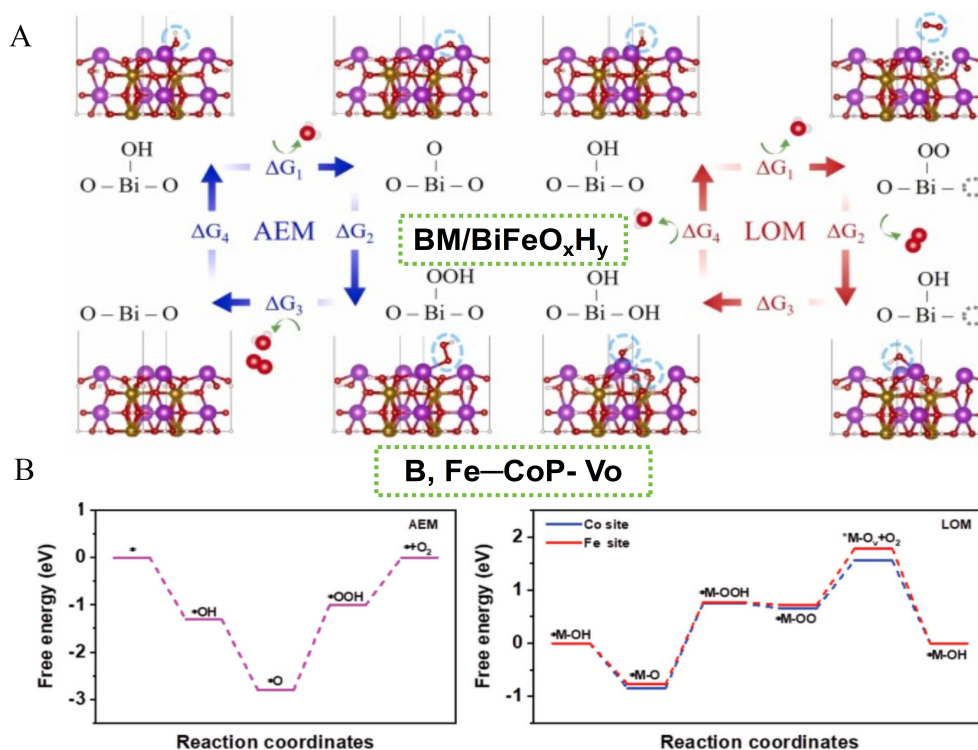 A
OH
O – Bi – O
ΔG₁
O
O – Bi – O
OH
O – Bi – O
ΔG₁
OO
O – Bi –
ΔG₄ AEM ΔG₂
BM/BiFeOₓHᵧ
ΔG₄ LOM ΔG₂
O – Bi – O
ΔG₃
OOH
O – Bi – O
OH
O – Bi – OH
ΔG₃
OH
O – Bi –
B
B, Fe—CoP- Vo
AEM
Free energy (eV)
1
0
-1
-2
-3
*
*OH
*O
*OOH
*+O₂
Reaction coordinates
Co site
Fe site
LOM
Free energy (eV)
2
1
0
-1
*M-OH
*M-O
*M-OOH
*M-OO
*M-Oᵥ+O₂
*M-OH
Reaction coordinates